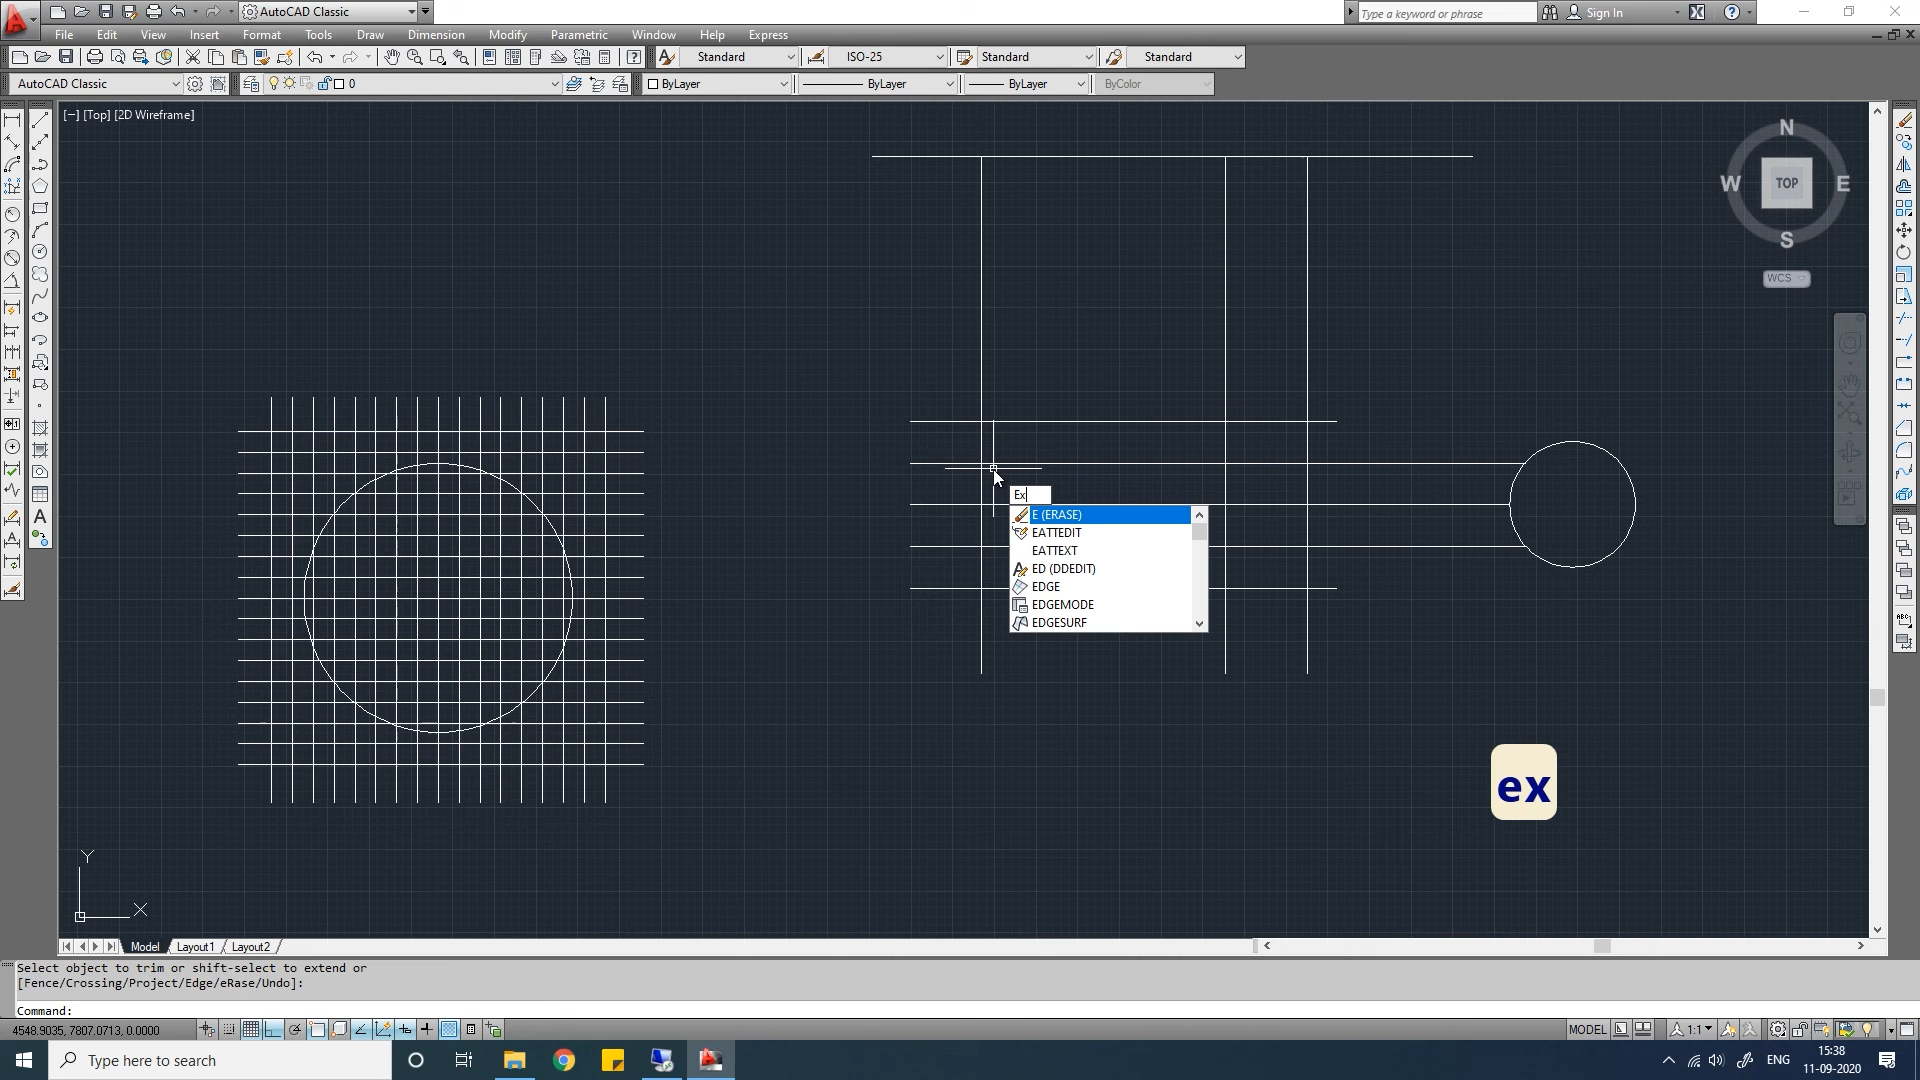 AutoCAD Classic
Type a keyword or phrase
Sign In
File Edit View Insert Format Tools Draw Dimension Modify Parametric Window Help Express
Standard ISO-25 Standard Standard
AutoCAD Classic 0 ByLayer ByLayer ByLayer ByColor
[−] [Top] [2D Wireframe]
N
W TOP E
S
WCS
Ex
E (ERASE)
EATTEDIT
EATTEXT
ED (DDEDIT)
EDGE
EDGEMODE
EDGESURF
ex
Y
X
A
Model Layout1 Layout2
Select object to trim or shift-select to extend or
[Fence/Crossing/Project/Edge/eRase/Undo]:
Command:
4548.9035, 7807.0713, 0.0000
MODEL
1:1
Type here to search
ENG
15:38
11-09-2020